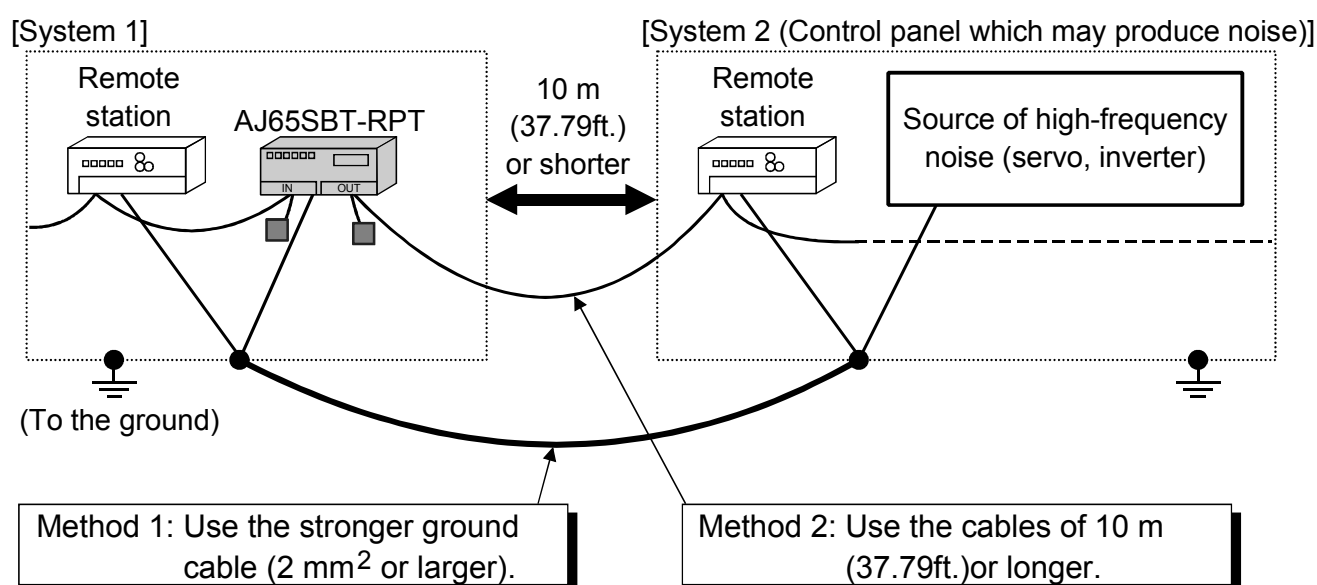 [System 1]
[System 2 (Control panel which may produce noise)]
Remote
station
AJ65SBT-RPT
IN
OUT
10 m
(37.79ft.)
or shorter
Remote
station
Source of high-frequency
noise (servo, inverter)
(To the ground)
Method 1: Use the stronger ground
cable (2 mm² or larger).
Method 2: Use the cables of 10 m
(37.79ft.)or longer.